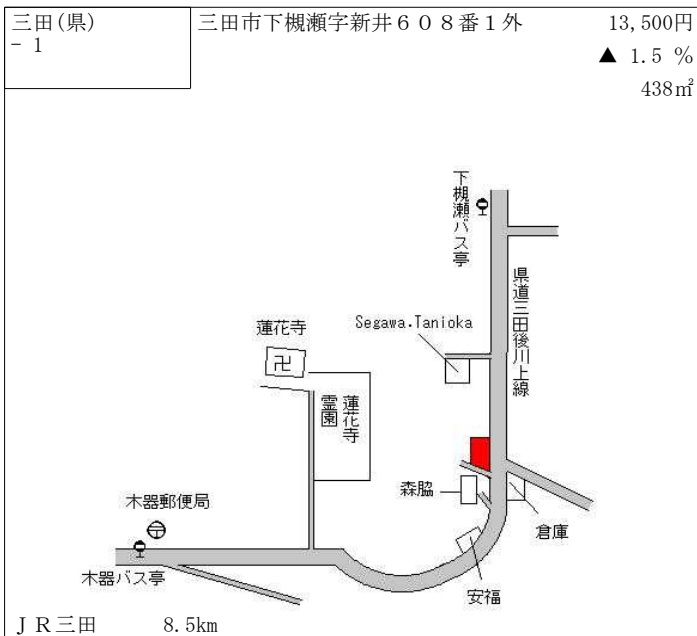 三田(県)
- 1
三田市下槻瀬字新井６０８番１外
13,500円
▲ 1.5 %
438㎡
下槻瀬バス亭
県道三田後川上線
Segawa.Tanioka
蓮花寺
卍
蓮花寺
霊園
森脇
倉庫
木器郵便局
〒
木器バス亭
安福
ＪＲ三田 8.5km